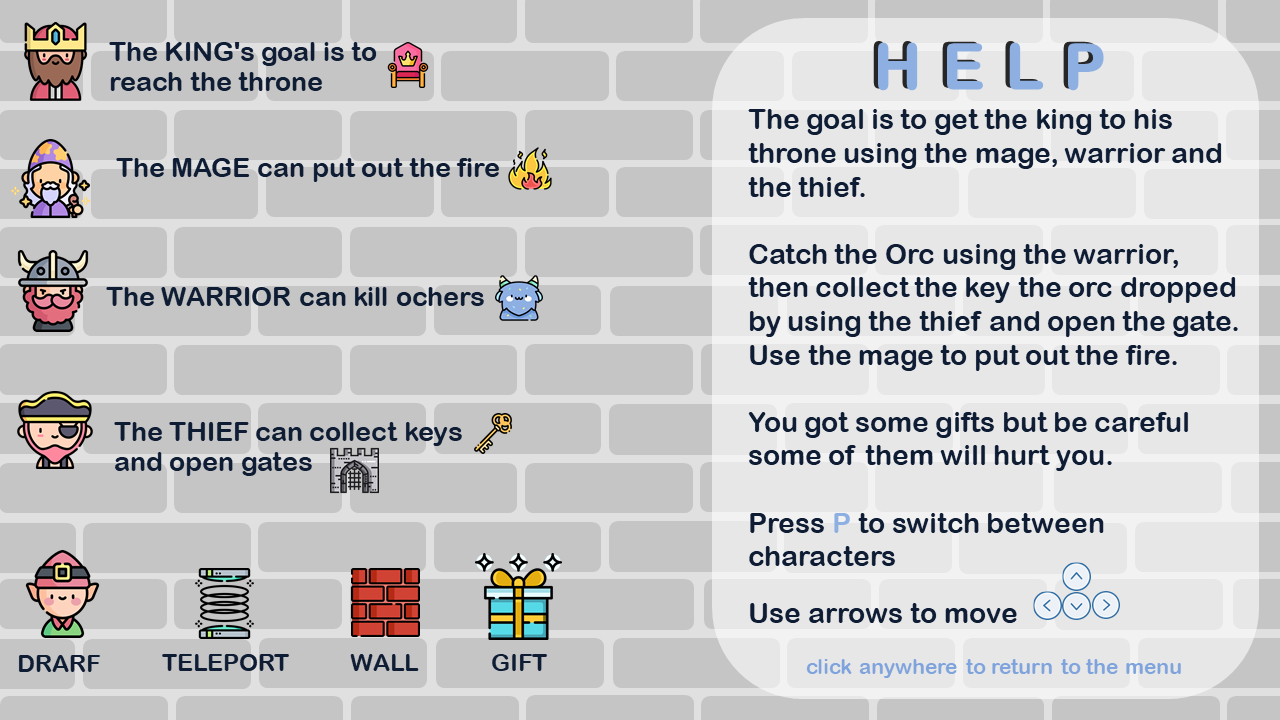 The KING's goal is to
reach the throne
The MAGE can put out the fire
The WARRIOR can kill ochers
The THIEF can collect keys
and open gates
DRARF
TELEPORT
WALL
GIFT
HELP
The goal is to get the king to his
throne using the mage, warrior and
the thief.
Catch the Orc using the warrior,
then collect the key the orc dropped
by using the thief and open the gate.
Use the mage to put out the fire.
You got some gifts but be careful
some of them will hurt you.
Press P to switch between
characters
Use arrows to move
click anywhere to return to the menu